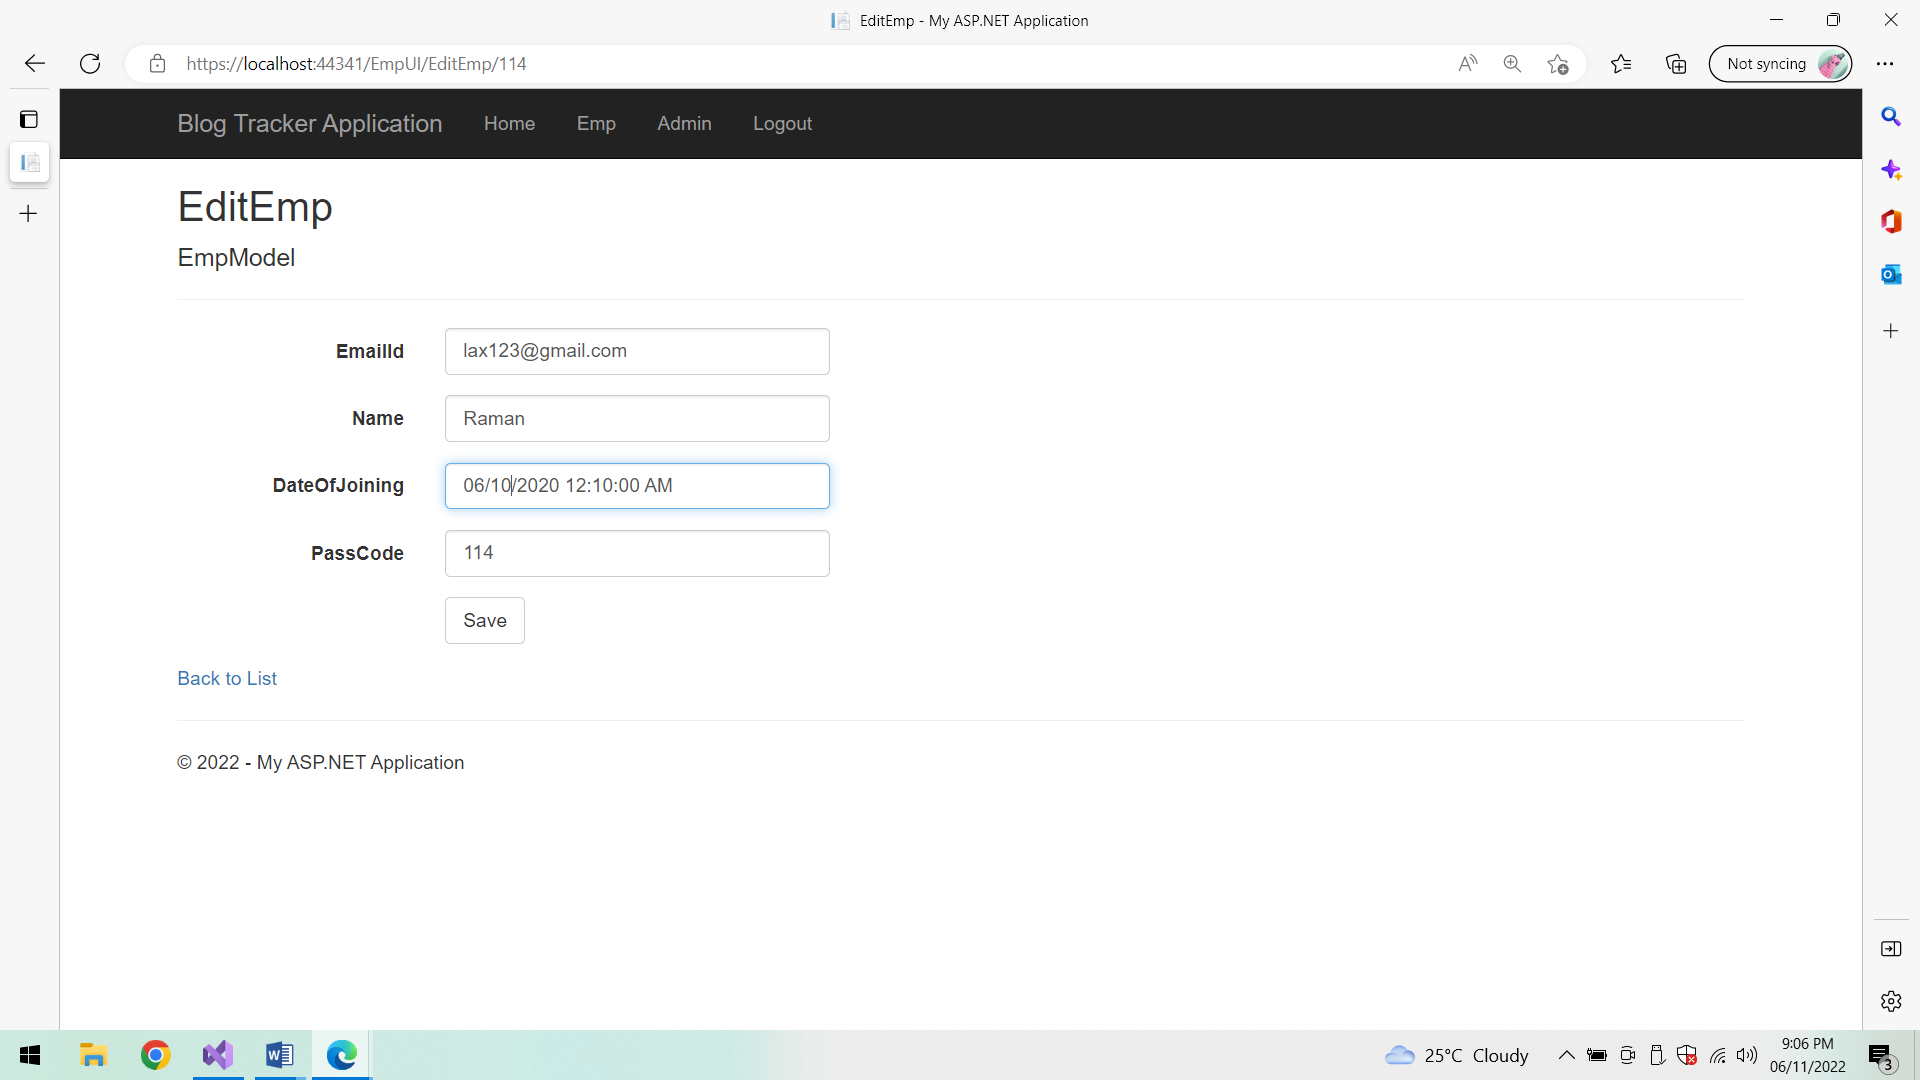 EditEmp - My ASP.NET Application
https://localhost:44341/EmpUI/EditEmp/114
Not syncing
Blog Tracker Application Home Emp Admin Logout
EditEmp
EmpModel
EmailId lax123@gmail.com
Name Raman
DateOfJoining 06/10/2020 12:10:00 AM
PassCode 114
Save
Back to List
© 2022 - My ASP.NET Application
25°C Cloudy
9:06 PM
06/11/2022
3